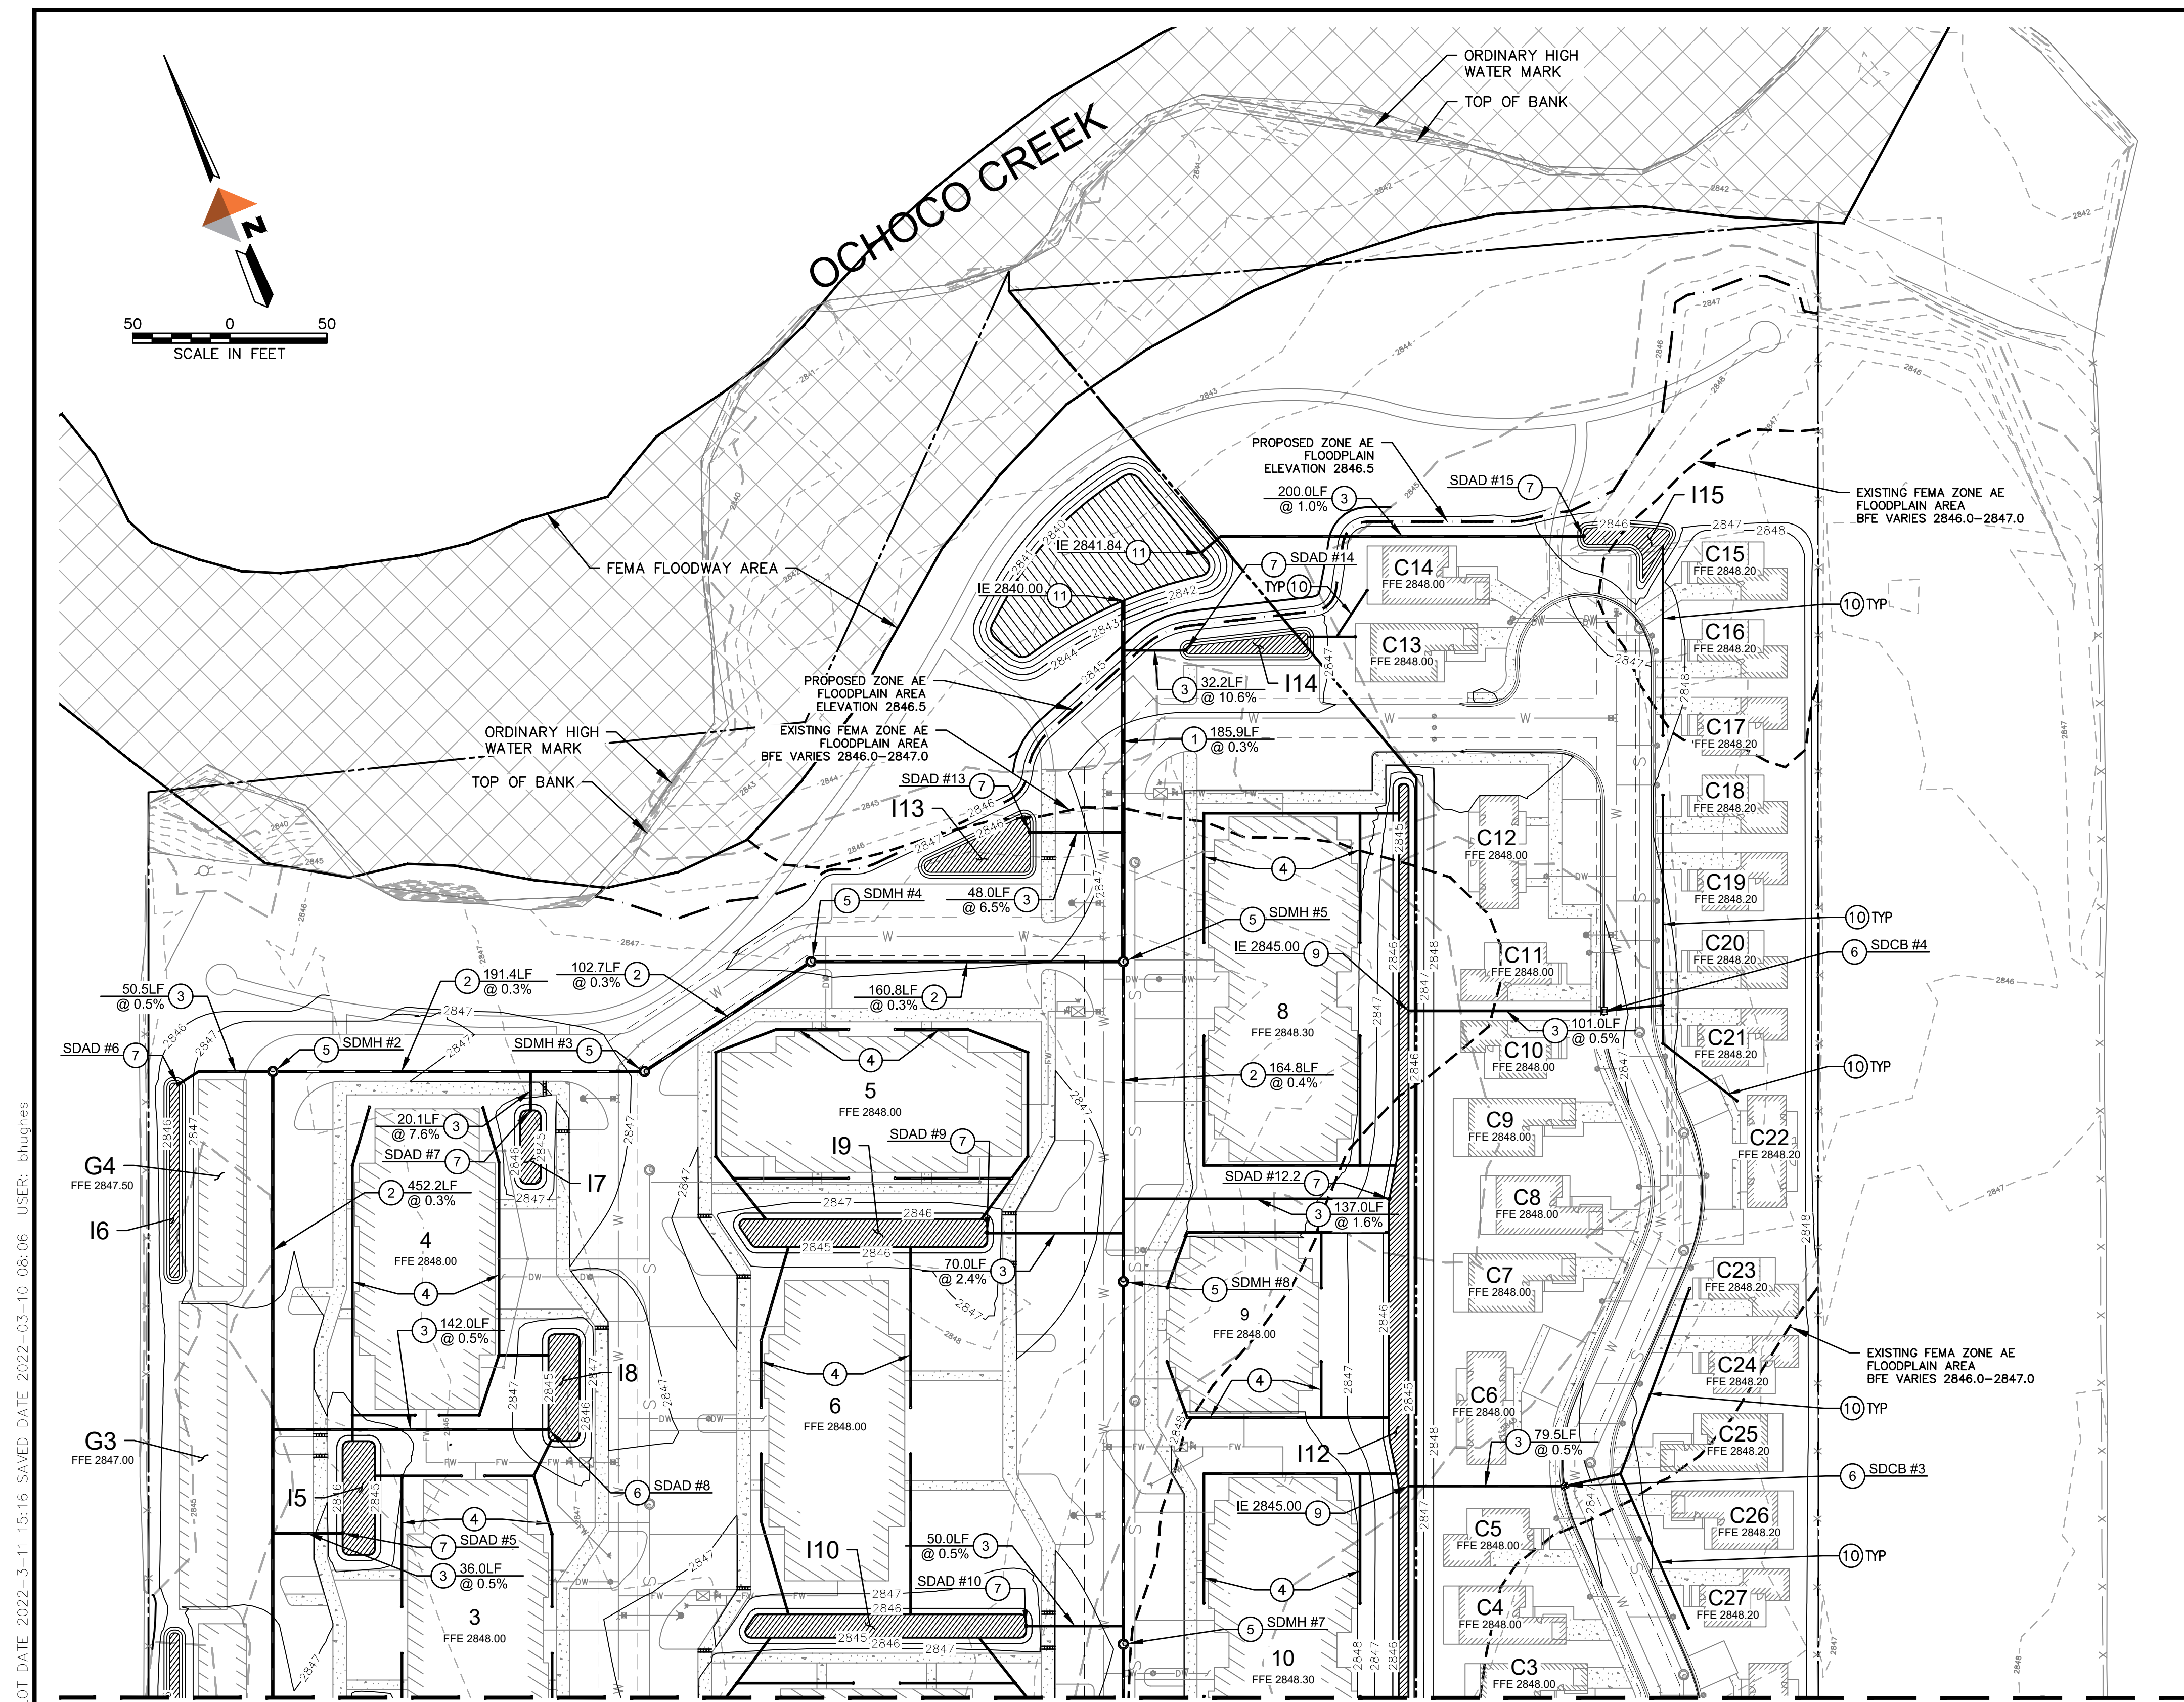 ORDINARY HIGH
WATER MARK
TOP OF BANK
OCHOCO CREEK
N
50 0 50
SCALE IN FEET
FEMA FLOODWAY AREA
PROPOSED ZONE AE
FLOODPLAIN
ELEVATION 2846.5
200.0LF
@ 1.0%
3
SDAD #15
7
I15
EXISTING FEMA ZONE AE
FLOODPLAIN AREA
BFE VARIES 2846.0-2847.0
IE 2841.84
11
IE 2840.00
11
7
SDAD #14
TYP
10
C14
FFE 2848.00
C13
FFE 2848.00
C15
FFE 2848.20
10
TYP
C16
FFE 2848.20
C17
FFE 2848.20
C18
FFE 2848.20
C19
FFE 2848.20
C20
FFE 2848.20
C21
FFE 2848.20
3
32.2LF
@ 10.6%
I14
PROPOSED ZONE AE
FLOODPLAIN AREA
ELEVATION 2846.5
EXISTING FEMA ZONE AE
FLOODPLAIN AREA
BFE VARIES 2846.0-2847.0
ORDINARY HIGH
WATER MARK
TOP OF BANK
1
185.9LF
@ 0.3%
SDAD #13
7
I13
48.0LF
@ 6.5%
3
5
SDMH #4
4
5
SDMH #5
IE 2845.00
9
C12
FFE 2848.00
C11
FFE 2848.00
C10
FFE 2848.00
3
101.0LF
@ 0.5%
10
TYP
6
SDCB #4
10
TYP
50.5LF
@ 0.5%
3
2
191.4LF
@ 0.3%
102.7LF
@ 0.3%
2
160.8LF
@ 0.3%
2
SDAD #6
7
5
SDMH #2
SDMH #3
5
4
5
FFE 2848.00
8
FFE 2848.30
2
164.8LF
@ 0.4%
20.1LF
@ 7.6%
3
SDAD #7
7
I7
I9
SDAD #9
7
G4
FFE 2847.50
I6
2
452.2LF
@ 0.3%
4
FFE 2848.00
4
SDAD #12.2
7
3
137.0LF
@ 1.6%
C9
FFE 2848.00
C8
FFE 2848.00
C7
FFE 2848.00
C22
FFE 2848.20
C23
FFE 2848.20
C24
FFE 2848.20
EXISTING FEMA ZONE AE
FLOODPLAIN AREA
BFE VARIES 2846.0-2847.0
70.0LF
@ 2.4%
3
5
SDMH #8
9
FFE 2848.00
4
3
142.0LF
@ 0.5%
I8
4
6
FFE 2848.00
G3
FFE 2847.00
I5
6
SDAD #8
4
7
SDAD #5
3
36.0LF
@ 0.5%
3
FFE 2848.00
I10
50.0LF
@ 0.5%
3
SDAD #10
7
I12
IE 2845.00
9
4
5
SDMH #7
10
FFE 2848.30
C6
FFE 2848.00
3
79.5LF
@ 0.5%
10
TYP
C25
FFE 2848.20
6
SDCB #3
C5
FFE 2848.00
C26
FFE 2848.20
10
TYP
C4
FFE 2848.00
C27
FFE 2848.20
C3
FFE 2848.00
OT DATE 2022-3-11 15:16 SAVED DATE 2022-03-10 08:06 USER: bhughes